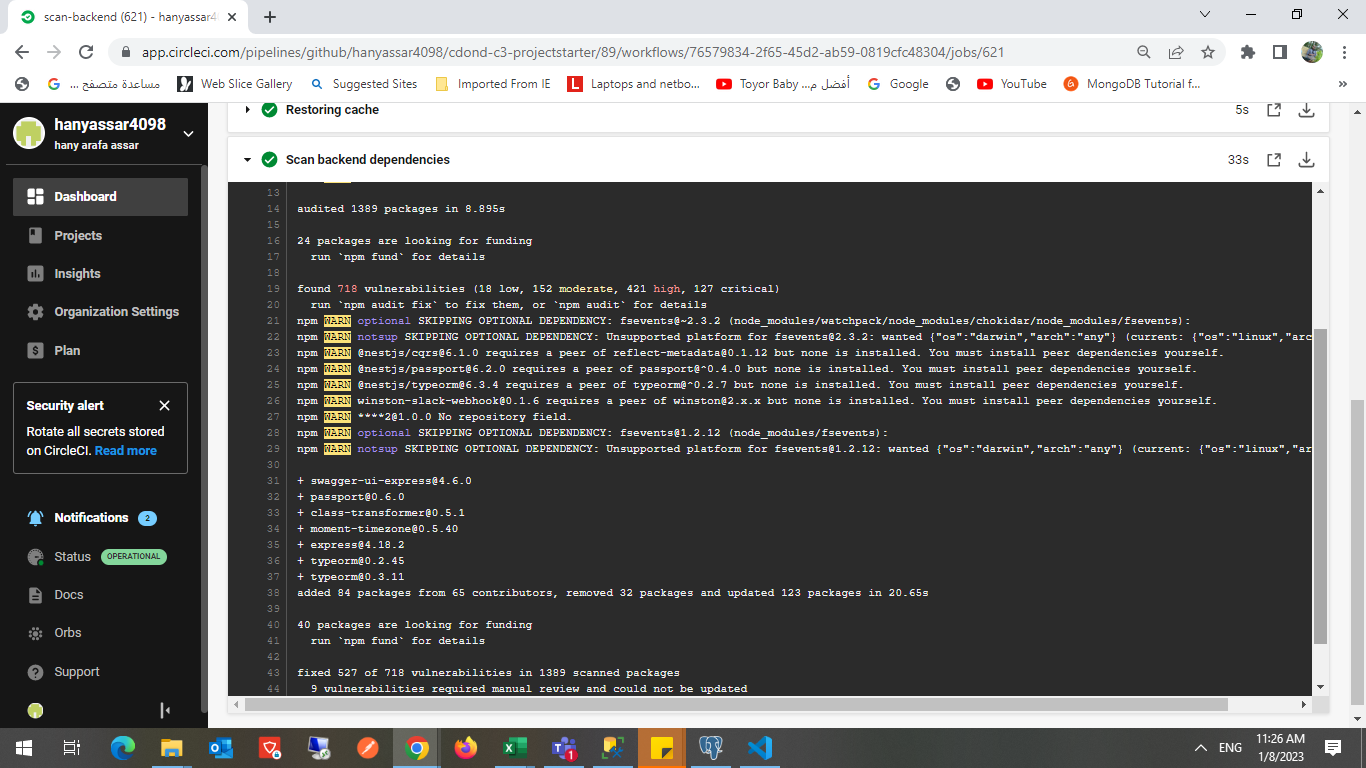 scan-backend (621) - hanyassar4
app.circleci.com/pipelines/github/hanyassar4098/cdond-c3-projectstarter/89/workflows/76579834-2f65-45d2-ab59-0819cfc48304/jobs/621
مساعدة متصفح ...
Web Slice Gallery
Suggested Sites
Imported From IE
Laptops and netbo...
Toyor Baby ...أفضل م
Google
YouTube
MongoDB Tutorial f...
»
hanyassar4098
hany arafa assar
Dashboard
Projects
Insights
Organization Settings
Plan
Security alert
Rotate all secrets stored
on CircleCI. Read more
Notifications 2
Status OPERATIONAL
Docs
Orbs
Support
Restoring cache 5s
Scan backend dependencies 33s
13
14 audited 1389 packages in 8.895s
15
16 24 packages are looking for funding
17 run `npm fund` for details
18
19 found 718 vulnerabilities (18 low, 152 moderate, 421 high, 127 critical)
20 run `npm audit fix` to fix them, or `npm audit` for details
21 npm WARN optional SKIPPING OPTIONAL DEPENDENCY: fsevents@~2.3.2 (node_modules/watchpack/node_modules/chokidar/node_modules/fsevents):
22 npm WARN notsup SKIPPING OPTIONAL DEPENDENCY: Unsupported platform for fsevents@2.3.2: wanted {"os":"darwin","arch":"any"} (current: {"os":"linux","arc
23 npm WARN @nestjs/cqrs@6.1.0 requires a peer of reflect-metadata@0.1.12 but none is installed. You must install peer dependencies yourself.
24 npm WARN @nestjs/passport@6.2.0 requires a peer of passport@^0.4.0 but none is installed. You must install peer dependencies yourself.
25 npm WARN @nestjs/typeorm@6.3.4 requires a peer of typeorm@^0.2.7 but none is installed. You must install peer dependencies yourself.
26 npm WARN winston-slack-webhook@0.1.6 requires a peer of winston@2.x.x but none is installed. You must install peer dependencies yourself.
27 npm WARN ****2@1.0.0 No repository field.
28 npm WARN optional SKIPPING OPTIONAL DEPENDENCY: fsevents@1.2.12 (node_modules/fsevents):
29 npm WARN notsup SKIPPING OPTIONAL DEPENDENCY: Unsupported platform for fsevents@1.2.12: wanted {"os":"darwin","arch":"any"} (current: {"os":"linux","ar
30
31 + swagger-ui-express@4.6.0
32 + passport@0.6.0
33 + class-transformer@0.5.1
34 + moment-timezone@0.5.40
35 + express@4.18.2
36 + typeorm@0.2.45
37 + typeorm@0.3.11
38 added 84 packages from 65 contributors, removed 32 packages and updated 123 packages in 20.65s
39
40 40 packages are looking for funding
41 run `npm fund` for details
42
43 fixed 527 of 718 vulnerabilities in 1389 scanned packages
44 9 vulnerabilities required manual review and could not be updated
1
ENG
11:26 AM
1/8/2023